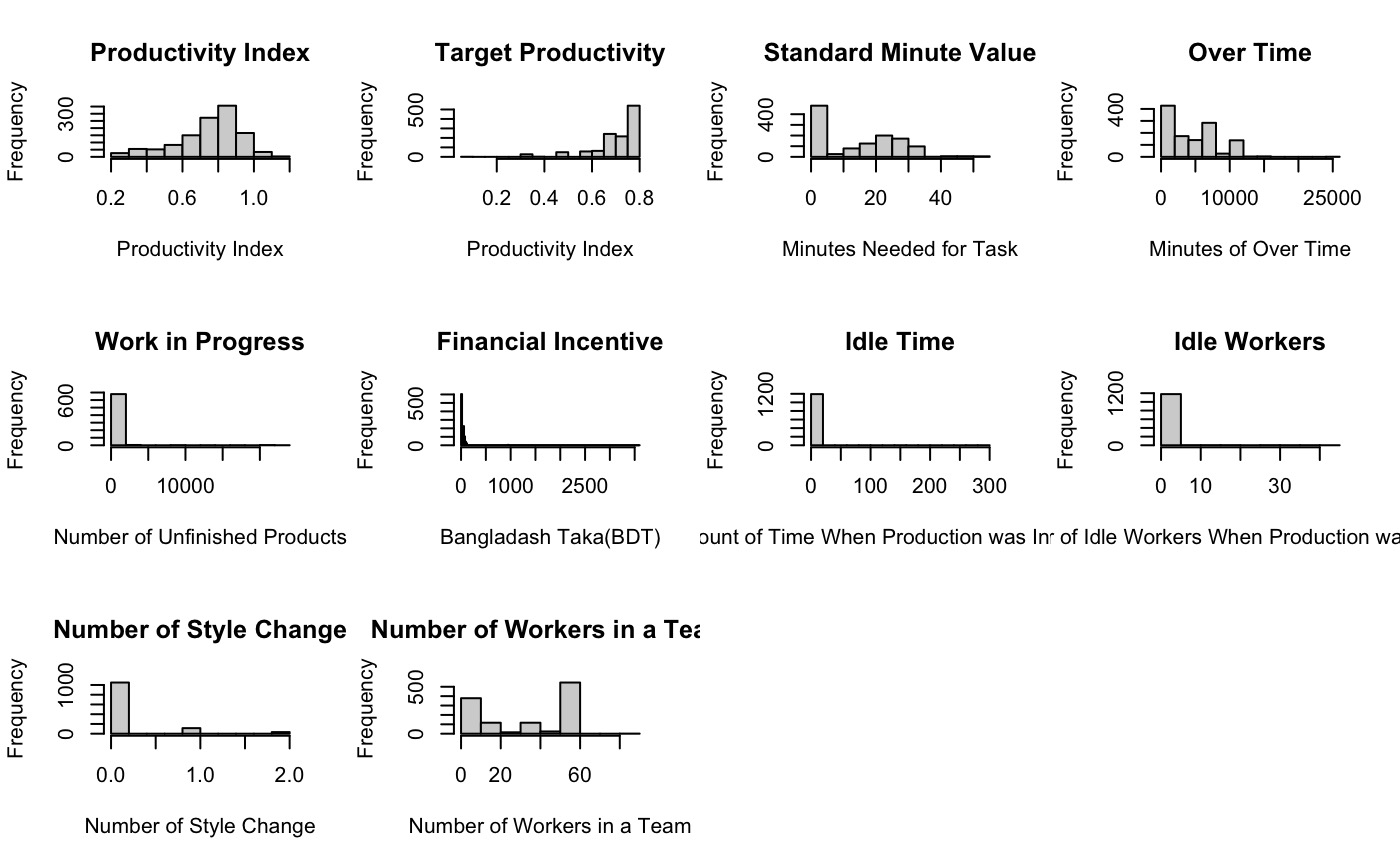 Productivity Index
Frequency
300
0
0.2 0.6 1.0
Productivity Index
Target Productivity
Frequency
500
0
0.2 0.4 0.6 0.8
Productivity Index
Standard Minute Value
Frequency
400
0
0 20 40
Minutes Needed for Task
Over Time
Frequency
400
0
0 10000 25000
Minutes of Over Time
Work in Progress
Frequency
600
0
0 10000
Number of Unfinished Products
Financial Incentive
Frequency
500
0
0 1000 2500
Bangladash Taka(BDT)
Idle Time
Frequency
1200
0
0 100 200 300
ount of Time When Production was In
Idle Workers
Frequency
1200
0
0 10 30
of Idle Workers When Production wa
Number of Style Change
Frequency
1000
0
0.0 1.0 2.0
Number of Style Change
Number of Workers in a Tea
Frequency
500
0
0 20 60
Number of Workers in a Team